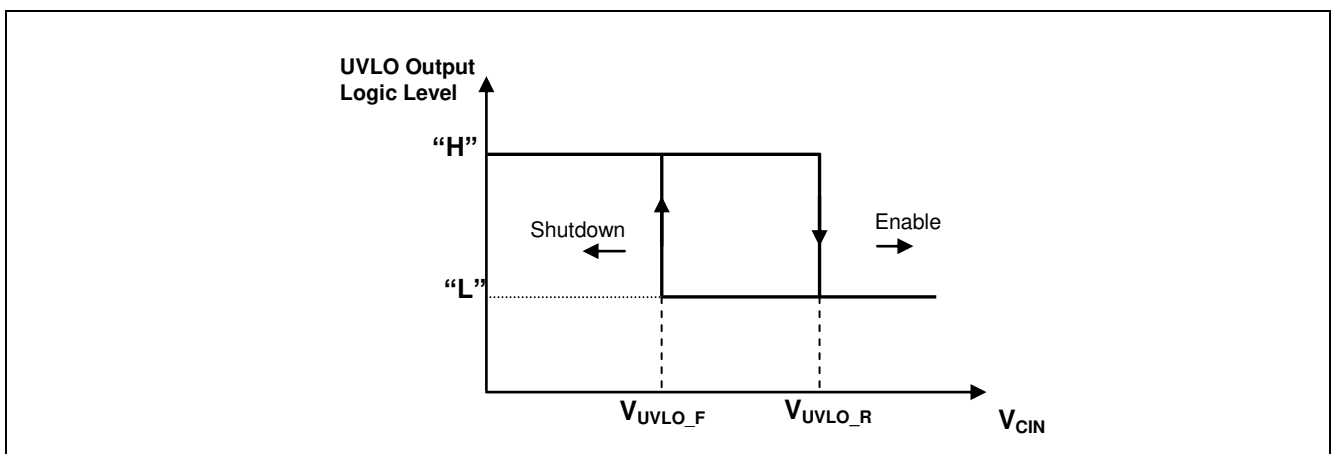 UVLO Output
Logic Level
“H”
Shutdown
Enable
“L”
VUVLO_F
VUVLO_R
VCIN